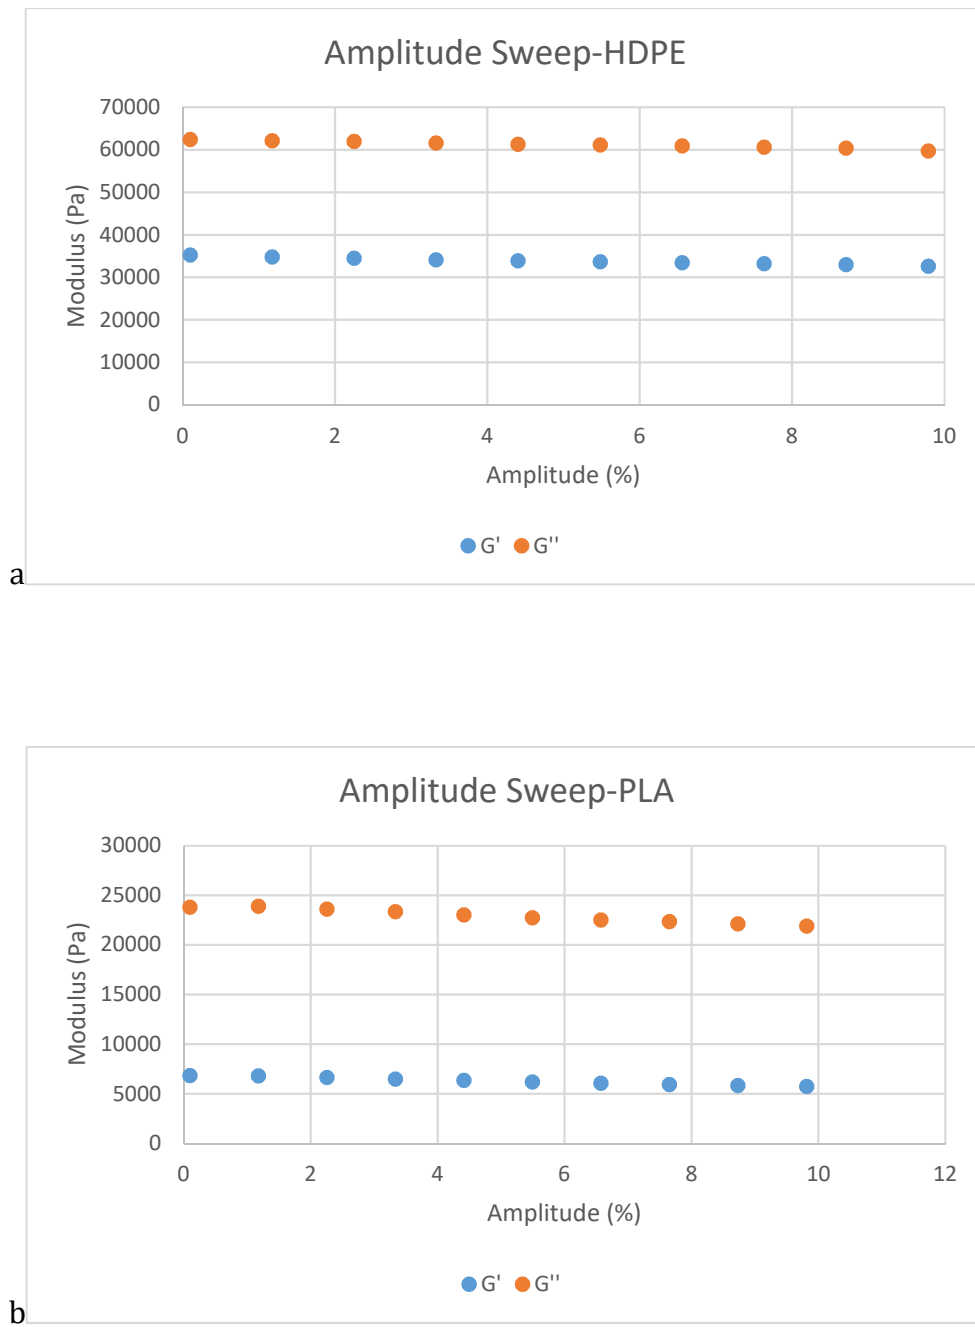 Amplitude Sweep-HDPE
70000
60000
50000
40000
30000
20000
10000
0
Modulus (Pa)
0 2 4 6 8 10
Amplitude (%)
G' G''
a
Amplitude Sweep-PLA
30000
25000
20000
15000
10000
5000
0
Modulus (Pa)
0 2 4 6 8 10 12
Amplitude (%)
G' G''
b